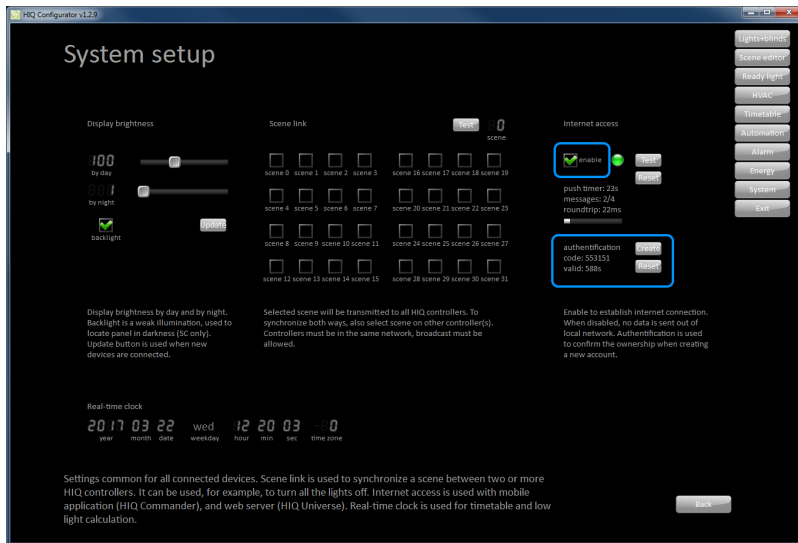 HIQ Configurator v1.2.9
System setup
Lights+blinds
Scene editor
Ready light
HVAC
Timetable
Automation
Alarm
Energy
System
Exit
Display brightness
100
by day
1
by night
backlight
Update
Scene link
Test
0
scene
scene 0 scene 1 scene 2 scene 3 scene 16 scene 17 scene 18 scene 19
scene 4 scene 5 scene 6 scene 7 scene 20 scene 21 scene 22 scene 23
scene 8 scene 9 scene 10 scene 11 scene 24 scene 25 scene 26 scene 27
scene 12 scene 13 scene 14 scene 15 scene 28 scene 29 scene 30 scene 31
Internet access
enable
Test
Reset
push timer: 23s
messages: 2/4
roundtrip: 22ms
authentification
code: 553151
valid: 588s
Create
Reset
Display brightness by day and by night.
Backlight is a weak illumination, used to
locate panel in darkness (SC only).
Update button is used when new
devices are connected.
Selected scene will be transmitted to all HIQ controllers. To
synchronize both ways, also select scene on other controller(s).
Controllers must be in the same network, broadcast must be
allowed.
Enable to establish internet connection.
When disabled, no data is sent out of
local network. Authentification is used
to confirm the ownership when creating
a new account.
Real-time clock
2017 03 22 wed 12 20 03 0
year month date weekday hour min sec time zone
Settings common for all connected devices. Scene link is used to synchronize a scene between two or more
HIQ controllers. It can be used, for example, to turn all the lights off. Internet access is used with mobile
application (HIQ Commander), and web server (HIQ Universe). Real-time clock is used for timetable and low
light calculation.
Back